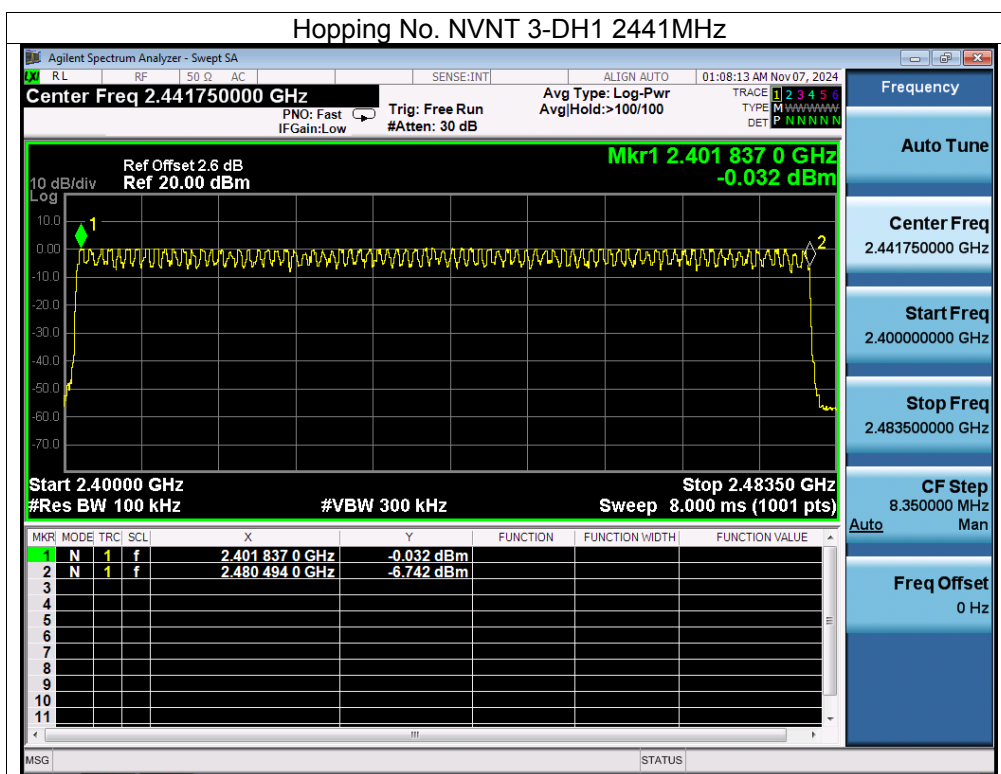 Hopping No. NVNT 3-DH1 2441MHz
Agilent Spectrum Analyzer - Swept SA
LXI RL RF 50 Ω AC SENSE:INT ALIGN AUTO 01:08:13 AM Nov 07, 2024
Center Freq 2.441750000 GHz
PNO: Fast
IFGain:Low
Trig: Free Run
#Atten: 30 dB
Avg Type: Log-Pwr
Avg|Hold:>100/100
TRACE 1 2 3 4 5 6
TYPE M WWWWW
DET P N N N N N
Ref Offset 2.6 dB
10 dB/div Ref 20.00 dBm
Log
Mkr1 2.401 837 0 GHz
-0.032 dBm
10.0
0.00
-10.0
-20.0
-30.0
-40.0
-50.0
-60.0
-70.0
1
2
Start 2.40000 GHz Stop 2.48350 GHz
#Res BW 100 kHz #VBW 300 kHz Sweep 8.000 ms (1001 pts)
MKR MODE TRC SCL X Y FUNCTION FUNCTION WIDTH FUNCTION VALUE
1 N 1 f 2.401 837 0 GHz -0.032 dBm
2 N 1 f 2.480 494 0 GHz -6.742 dBm
3
4
5
6
7
8
9
10
11
MSG STATUS
Frequency
Auto Tune
Center Freq
2.441750000 GHz
Start Freq
2.400000000 GHz
Stop Freq
2.483500000 GHz
CF Step
8.350000 MHz
Auto Man
Freq Offset
0 Hz